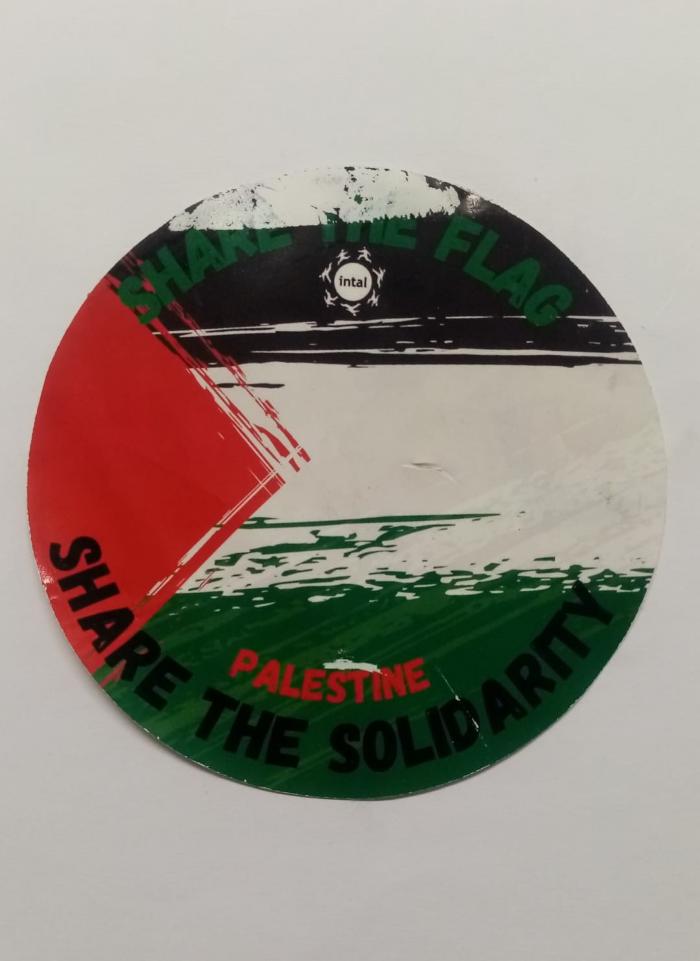 SHARE THE FLAG
intal
PALESTINE
SHARE THE SOLIDARITY